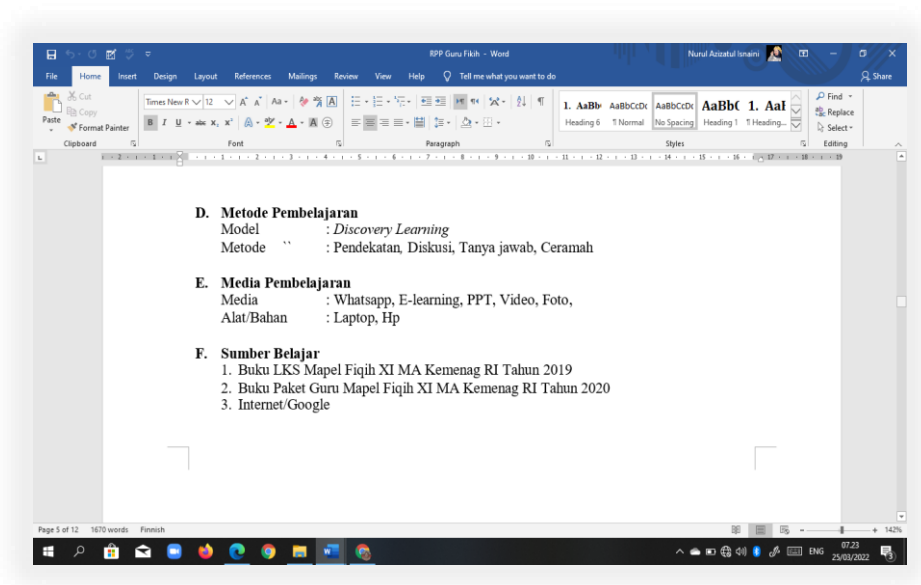 RPP Guru Fikih - Word
Nurul Azizatul Isnaini
File Home Insert Design Layout References Mailings Review View Help Tell me what you want to do Share
Cut
Copy
Paste
Format Painter
Times New R 12
Find
Replace
Select
1. AaBb AaBbCcDc AaBbCcDc AaBb( 1. AaI
Heading 6 ¶ Normal No Spacing Heading 1 ¶ Heading...
Clipboard Font Paragraph Styles Editing
D. Metode Pembelajaran
Model : Discovery Learning
Metode `` : Pendekatan, Diskusi, Tanya jawab, Ceramah
E. Media Pembelajaran
Media : Whatsapp, E-learning, PPT, Video, Foto,
Alat/Bahan : Laptop, Hp
F. Sumber Belajar
1. Buku LKS Mapel Fiqih XI MA Kemenag RI Tahun 2019
2. Buku Paket Guru Mapel Fiqih XI MA Kemenag RI Tahun 2020
3. Internet/Google
Page 5 of 12 1670 words Finnish
142%
ENG
07.23
25/03/2022